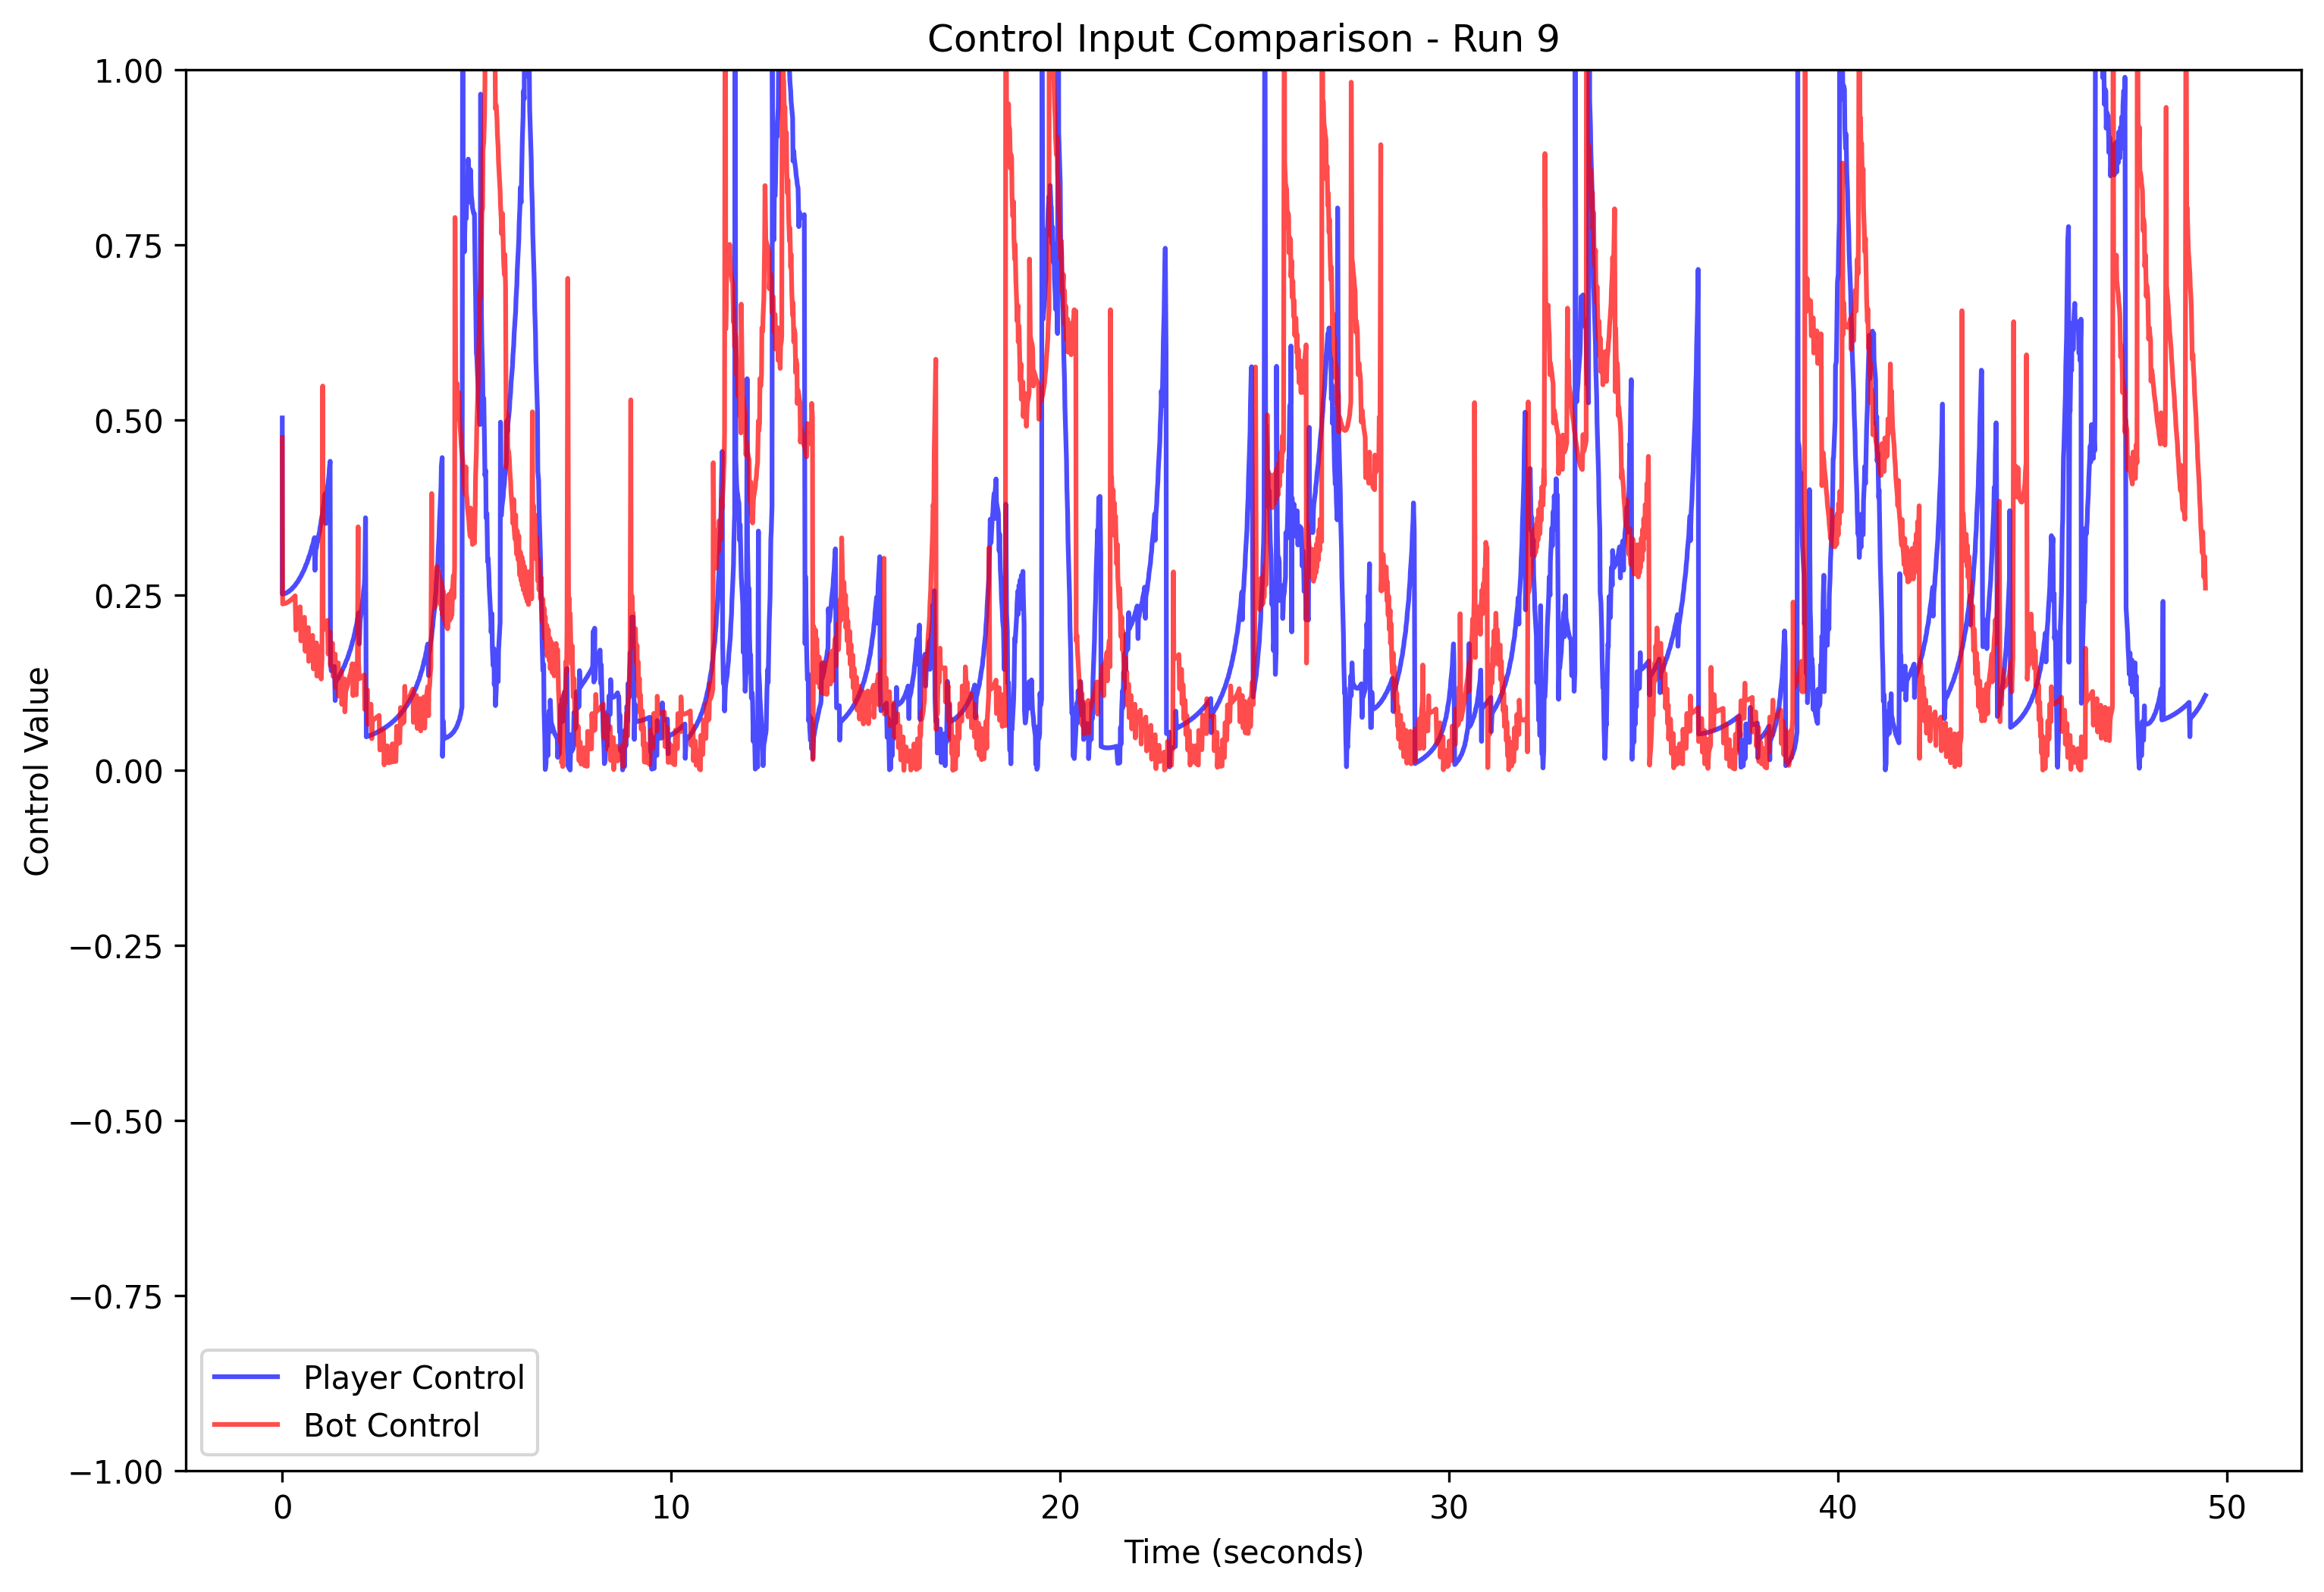 Control Input Comparison - Run 9
1.00
0.75
0.50
0.25
0.00
−0.25
−0.50
−0.75
−1.00
Control Value
Player Control
Bot Control
0 10 20 30 40 50
Time (seconds)